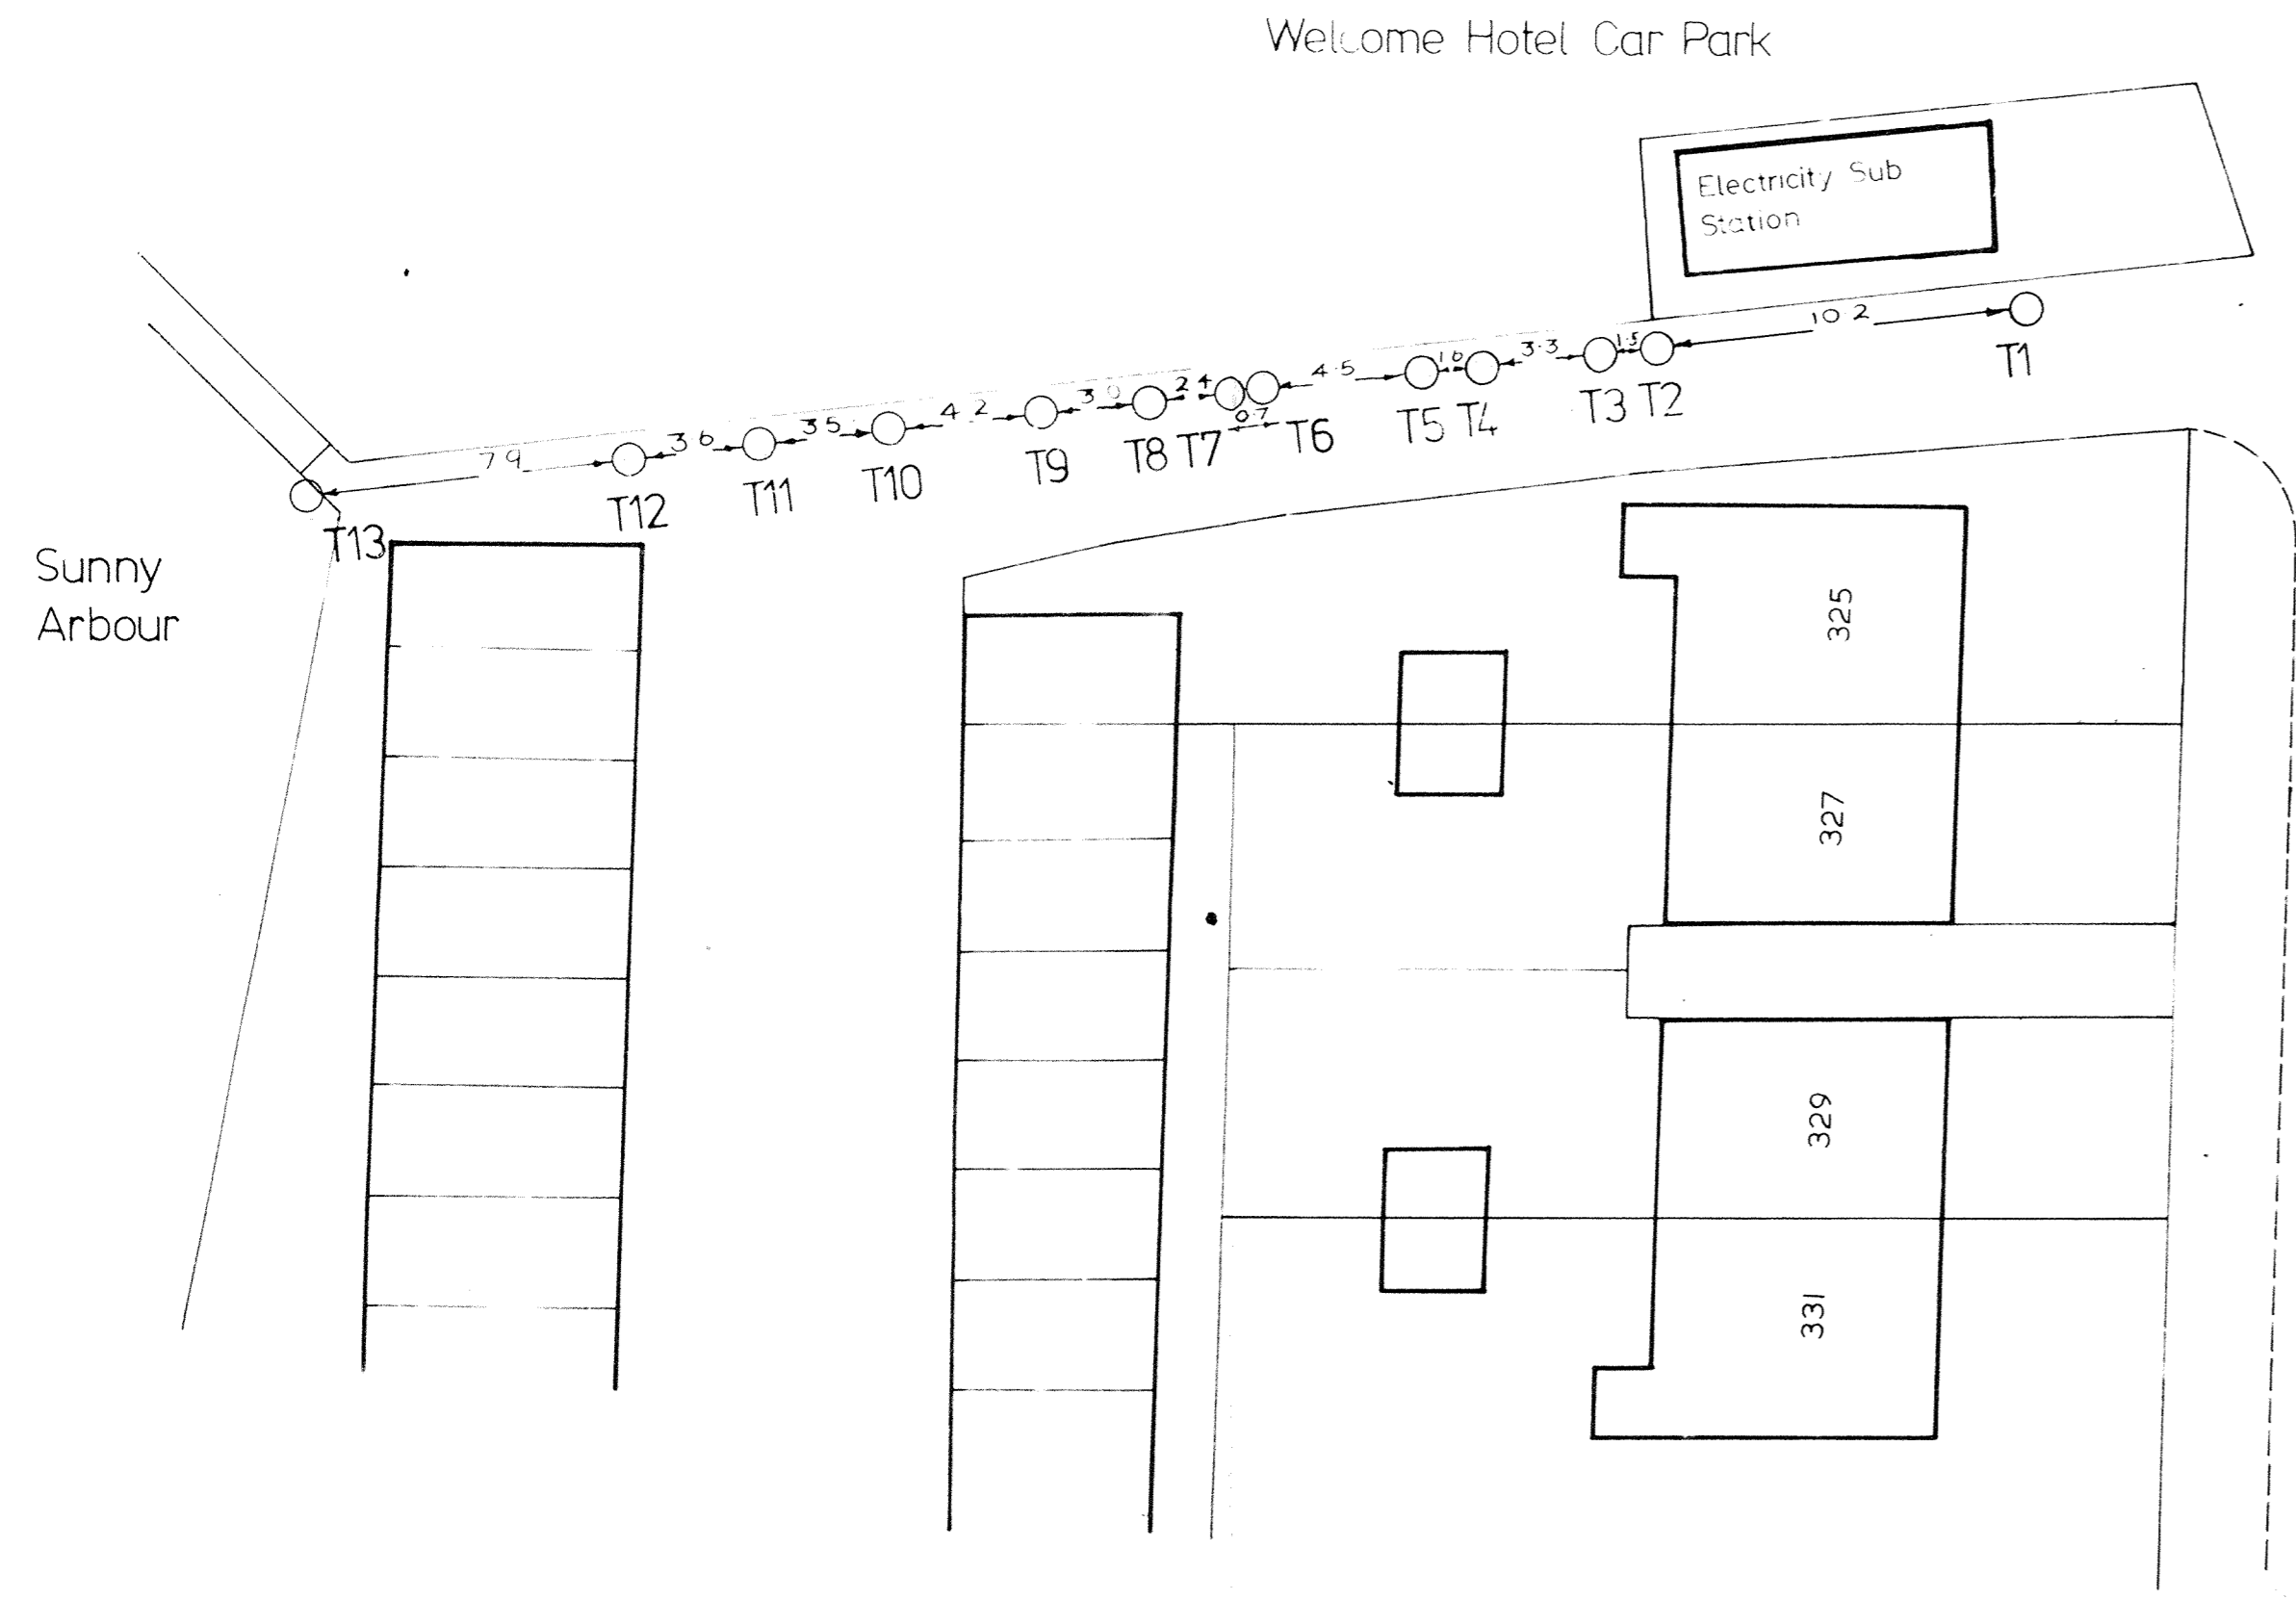 Welcome Hotel Car Park
Electricity Sub
Station
10·2
T1
1·5
T3 T2
3·3
1·6
T5 T4
4·5
0·7
T6
2 4
T8 T7
3 0
T9
4 2
T10
3 5
T11
3 6
T12
7 9
T13
Sunny
Arbour
325
327
329
331